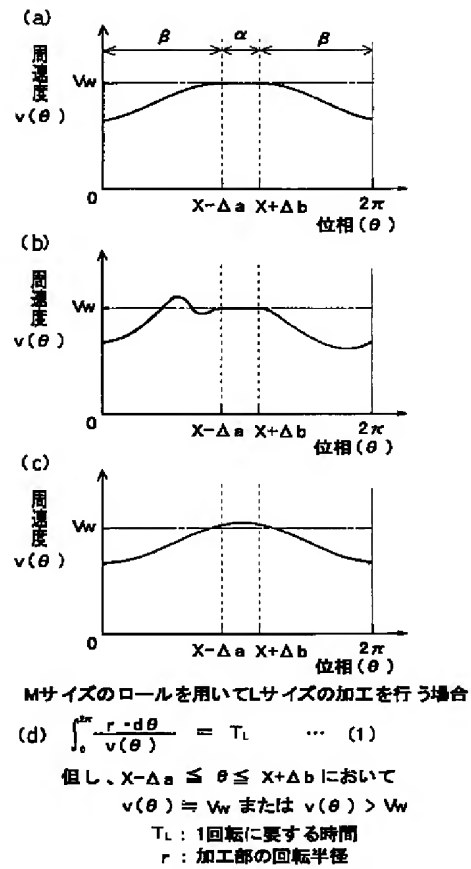 (a)
周速度
v(θ)
Vw
β α β
0
X−Δa X+Δb 2π
位相(θ)
(b)
周速度
v(θ)
Vw
0
X−Δa X+Δb 2π
位相(θ)
(c)
周速度
v(θ)
Vw
0
X−Δa X+Δb 2π
位相(θ)
Mサイズのロールを用いてLサイズの加工を行う場合
(d) ∫₀²π r・dθ / v(θ) = TL … (1)
但し、X−Δa ≦ θ ≦ X+Δb において
v(θ) ≒ Vw または v(θ) > Vw
TL : 1回転に要する時間
r : 加工部の回転半径